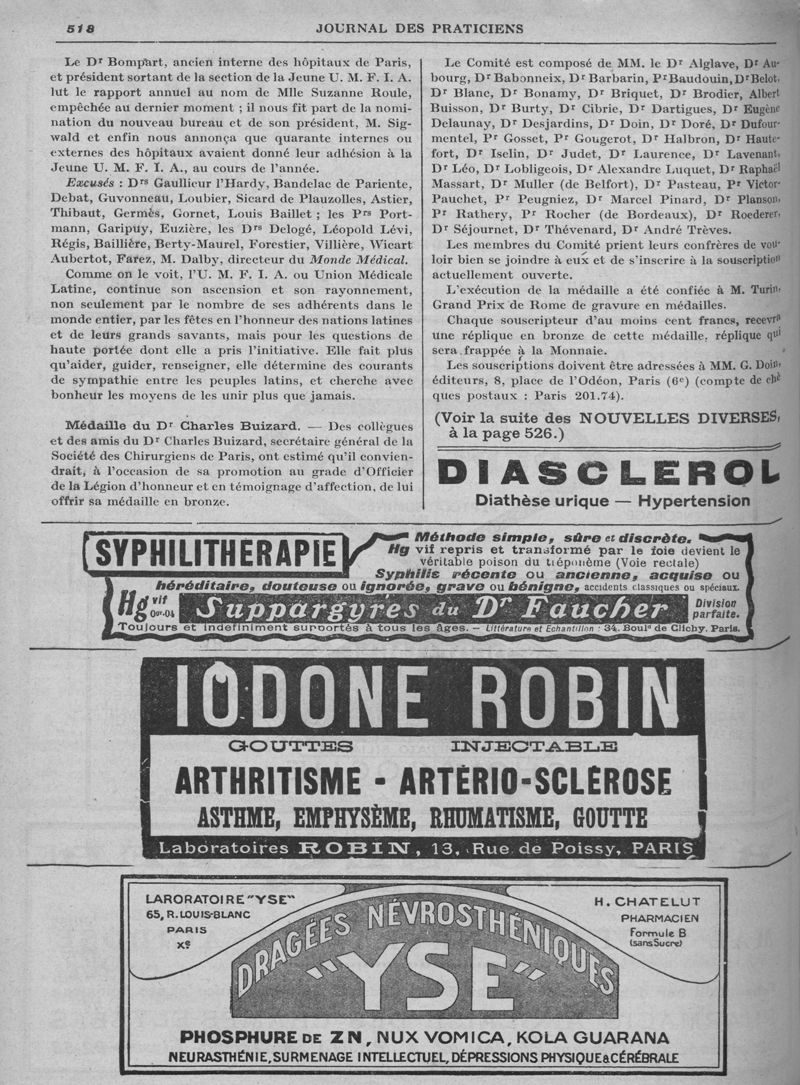 518
JOURNAL DES PRATICIENS
Le Dr Bompart, ancien interne des hôpitaux de Paris,
et président sortant de la section de la Jeune U. M. F. I. A.
lut le rapport annuel au nom de Mlle Suzanne Roule,
empêchée au dernier moment ; il nous fit part de la nomi-
nation du nouveau bureau et de son président, M. Sig-
wald et enfin nous annonça que quarante internes ou
externes des hôpitaux avaient donné leur adhésion à la
Jeune U. M. F. I. A., au cours de l'année.
Excusés : Drs Gaullieur l'Hardy, Bandelac de Pariente,
Debat, Guvonneau, Loubier, Sicard de Plauzolles, Astier,
Thibaut, Germès, Gornet, Louis Baillet ; les Prs Port-
mann, Garipuy, Euzière, les Drs Delogé, Léopold Lévi,
Régis, Baillière, Berty-Maurel, Forestier, Villière, Wicart
Aubertot, Farez, M. Dalby, directeur du Monde Médical.
Comme on le voit, l'U. M. F. I. A. ou Union Médicale
Latine, continue son ascension et son rayonnement,
non seulement par le nombre de ses adhérents dans le
monde entier, par les fêtes en l'honneur des nations latines
et de leurs grands savants, mais pour les questions de
haute portée dont elle a pris l'initiative. Elle fait plus
qu'aider, guider, renseigner, elle détermine des courants
de sympathie entre les peuples latins, et cherche avec
bonheur les moyens de les unir plus que jamais.
Médaille du Dr Charles Buizard. — Des collègues
et des amis du Dr Charles Buizard, secrétaire général de la
Société des Chirurgiens de Paris, ont estimé qu'il convien-
drait, à l'occasion de sa promotion au grade d'Officier
de la Légion d'honneur et en témoignage d'affection, de lui
offrir sa médaille en bronze.
Le Comité est composé de MM. le Dr Alglave, Dr Au-
bourg, Dr Babonneix, Dr Barbarin, Pr Baudouin, Dr Belot,
Dr Blanc, Dr Bonamy, Dr Briquet, Dr Brodier, Albert
Buisson, Dr Burty, Dr Cibrie, Dr Dartigues, Dr Eugène
Delaunay, Dr Desjardins, Dr Doin, Dr Doré, Dr Dufour-
mentel, Pr Gosset, Pr Gougerot, Dr Halbron, Dr Haute-
fort, Dr Iselin, Dr Judet, Dr Laurence, Dr Lavenant,
Dr Léo, Dr Lobligeois, Dr Alexandre Luquet, Dr Raphaël
Massart, Dr Muller (de Belfort), Dr Pasteau, Pr Victor-
Pauchet, Pr Peugniez, Dr Marcel Pinard, Dr Planson,
Pr Rathery, Pr Rocher (de Bordeaux), Dr Roederer,
Dr Séjournet, Dr Thévenard, Dr André Trèves.
Les membres du Comité prient leurs confrères de vou-
loir bien se joindre à eux et de s'inscrire à la souscription
actuellement ouverte.
L'exécution de la médaille a été confiée à M. Turin,
Grand Prix de Rome de gravure en médailles.
Chaque souscripteur d'au moins cent francs, recevra
une réplique en bronze de cette médaille, réplique qui
sera frappée à la Monnaie.
Les souscriptions doivent être adressées à MM. G. Doin,
éditeurs, 8, place de l'Odéon, Paris (6e) (compte de chè
ques postaux : Paris 201.74).
(Voir la suite des NOUVELLES DIVERSES,
à la page 526.)
DIASCLEROL
Diathèse urique — Hypertension
SYPHILITHERAPIE
Méthode simple, sûre et discrète.
Hg vif repris et transformé par le foie devient le
véritable poison du tréponème (Voie rectale)
Syphilis récente ou ancienne, acquise ou
héréditaire, douteuse ou ignorée, grave ou bénigne, accidents classiques ou spéciaux.
Hg vif 0gr.04 Suppargyres du Dr Faucher Division parfaite.
Toujours et indéfiniment supportés à tous les âges. – Littérature et Echantillon : 34, Bould de Clichy. Paris.
IODONE ROBIN
GOUTTES INJECTABLE
ARTHRITISME - ARTÉRIO-SCLÉROSE
ASTHME, EMPHYSÈME, RHUMATISME, GOUTTE
Laboratoires ROBIN, 13, Rue de Poissy, PARIS
LARORATOIRE "YSE"
65, R. LOUIS-BLANC
PARIS
Xe
H. CHATELUT
PHARMACIEN
Formule B
(sans Sucre)
DRAGÉES NÉVROSTHÉNIQUES
"YSE"
PHOSPHURE DE ZN, NUX VOMICA, KOLA GUARANA
NEURASTHÉNIE, SURMENAGE INTELLECTUEL, DÉPRESSIONS PHYSIQUE & CÉRÉBRALE